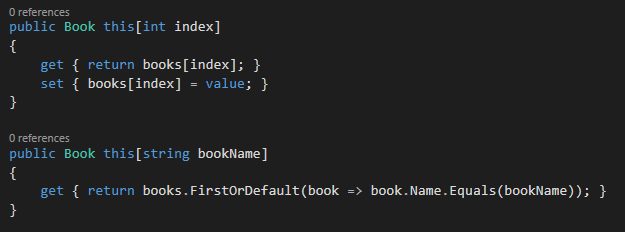 0 references
public Book this[int index]
{
    get { return books[index]; }
    set { books[index] = value; }
}
0 references
public Book this[string bookName]
{
    get { return books.FirstOrDefault(book => book.Name.Equals(bookName)); }
}